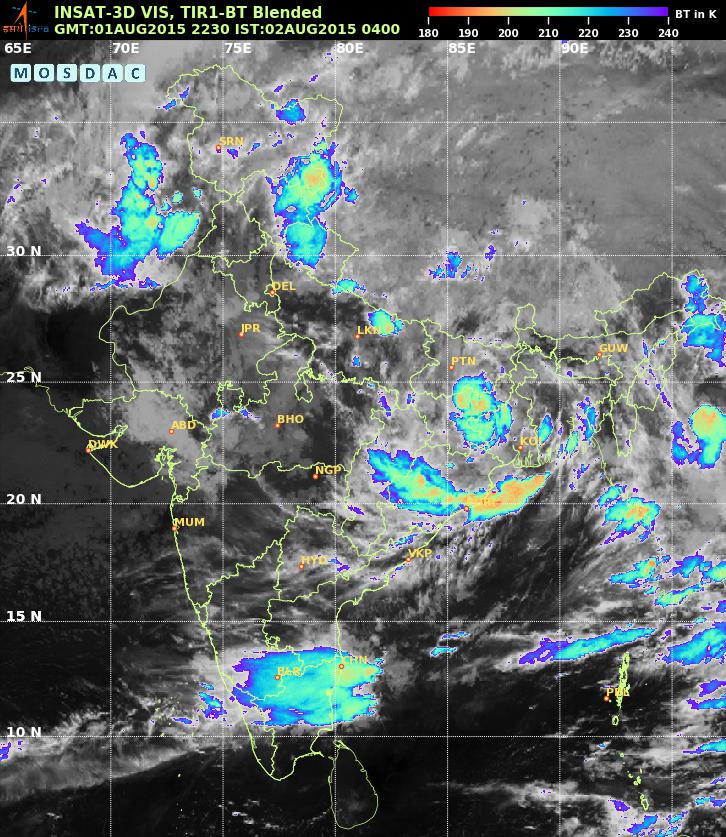 INSAT-3D VIS, TIR1-BT Blended
GMT:01AUG2015 2230 IST:02AUG2015 0400
BT in K
180 190 200 210 220 230 240
65E 70E 75E 80E 85E 90E
MOSDAC
SRN
30 N
DEL
JPR
LKN
GUW
PTN
25 N
ABD
BHO
DWK
KOL
NGP
20 N
MUM
VKP
HYD
15 N
CHN
BLR
PBL
10 N